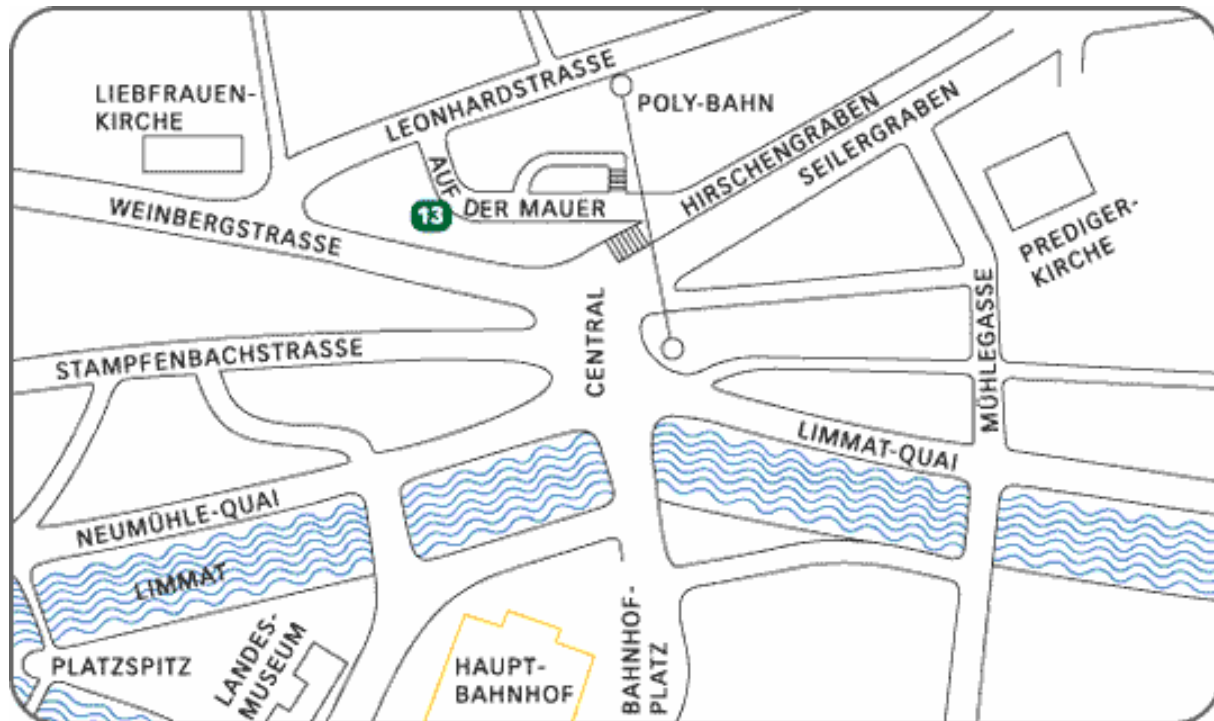 LIEBFRAUEN-
KIRCHE
LEONHARDSTRASSE
POLY-BAHN
HIRSCHENGRABEN
SEILERGRABEN
AUF
DER MAUER
13
WEINBERGSTRASSE
PREDIGER-
KIRCHE
CENTRAL
MÜHLEGASSE
STAMPFENBACHSTRASSE
LIMMAT-QUAI
NEUMÜHLE-QUAI
LIMMAT
PLATZSPITZ
LANDES-
MUSEUM
HAUPT-
BAHNHOF
BAHNHOF-
PLATZ